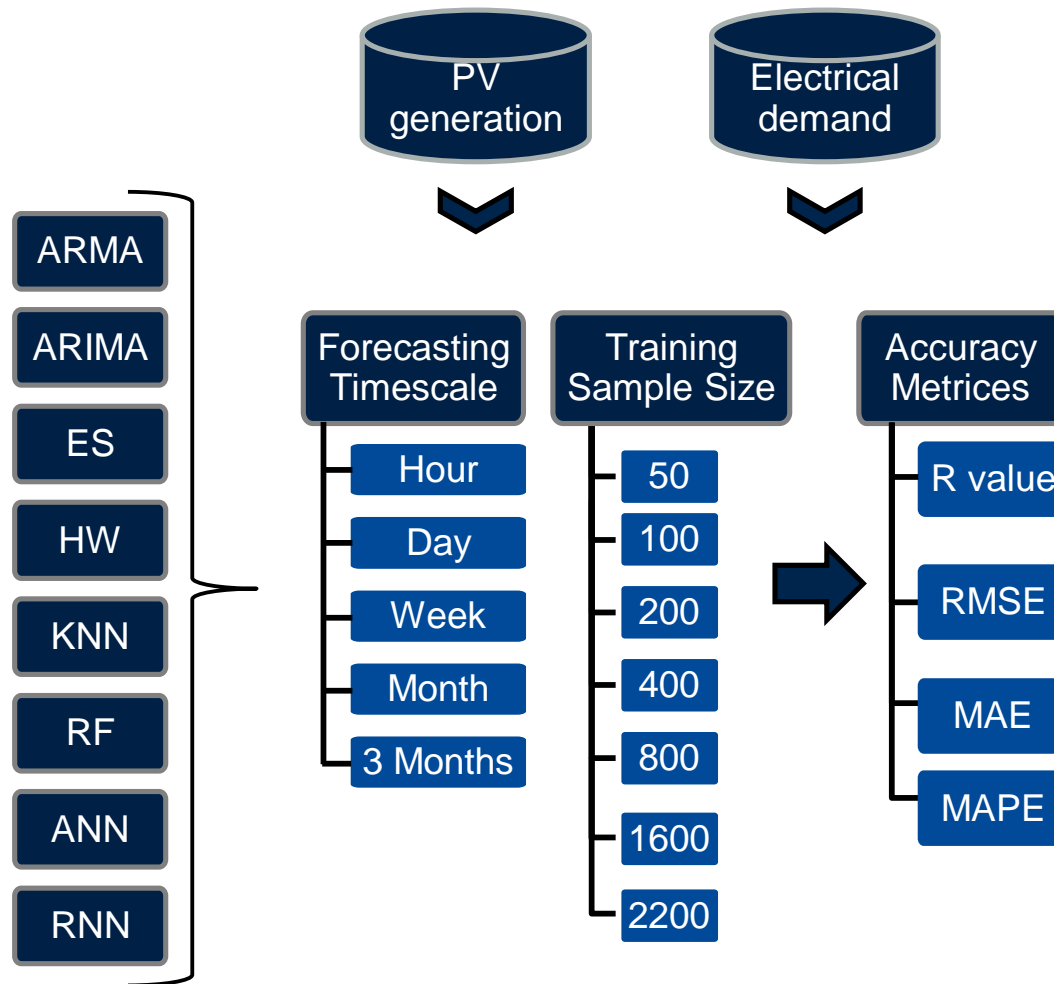 PV
generation
Electrical
demand
ARMA
ARIMA
ES
HW
KNN
RF
ANN
RNN
Forecasting
Timescale
Hour
Day
Week
Month
3 Months
Training
Sample Size
50
100
200
400
800
1600
2200
Accuracy
Metrices
R value
RMSE
MAE
MAPE